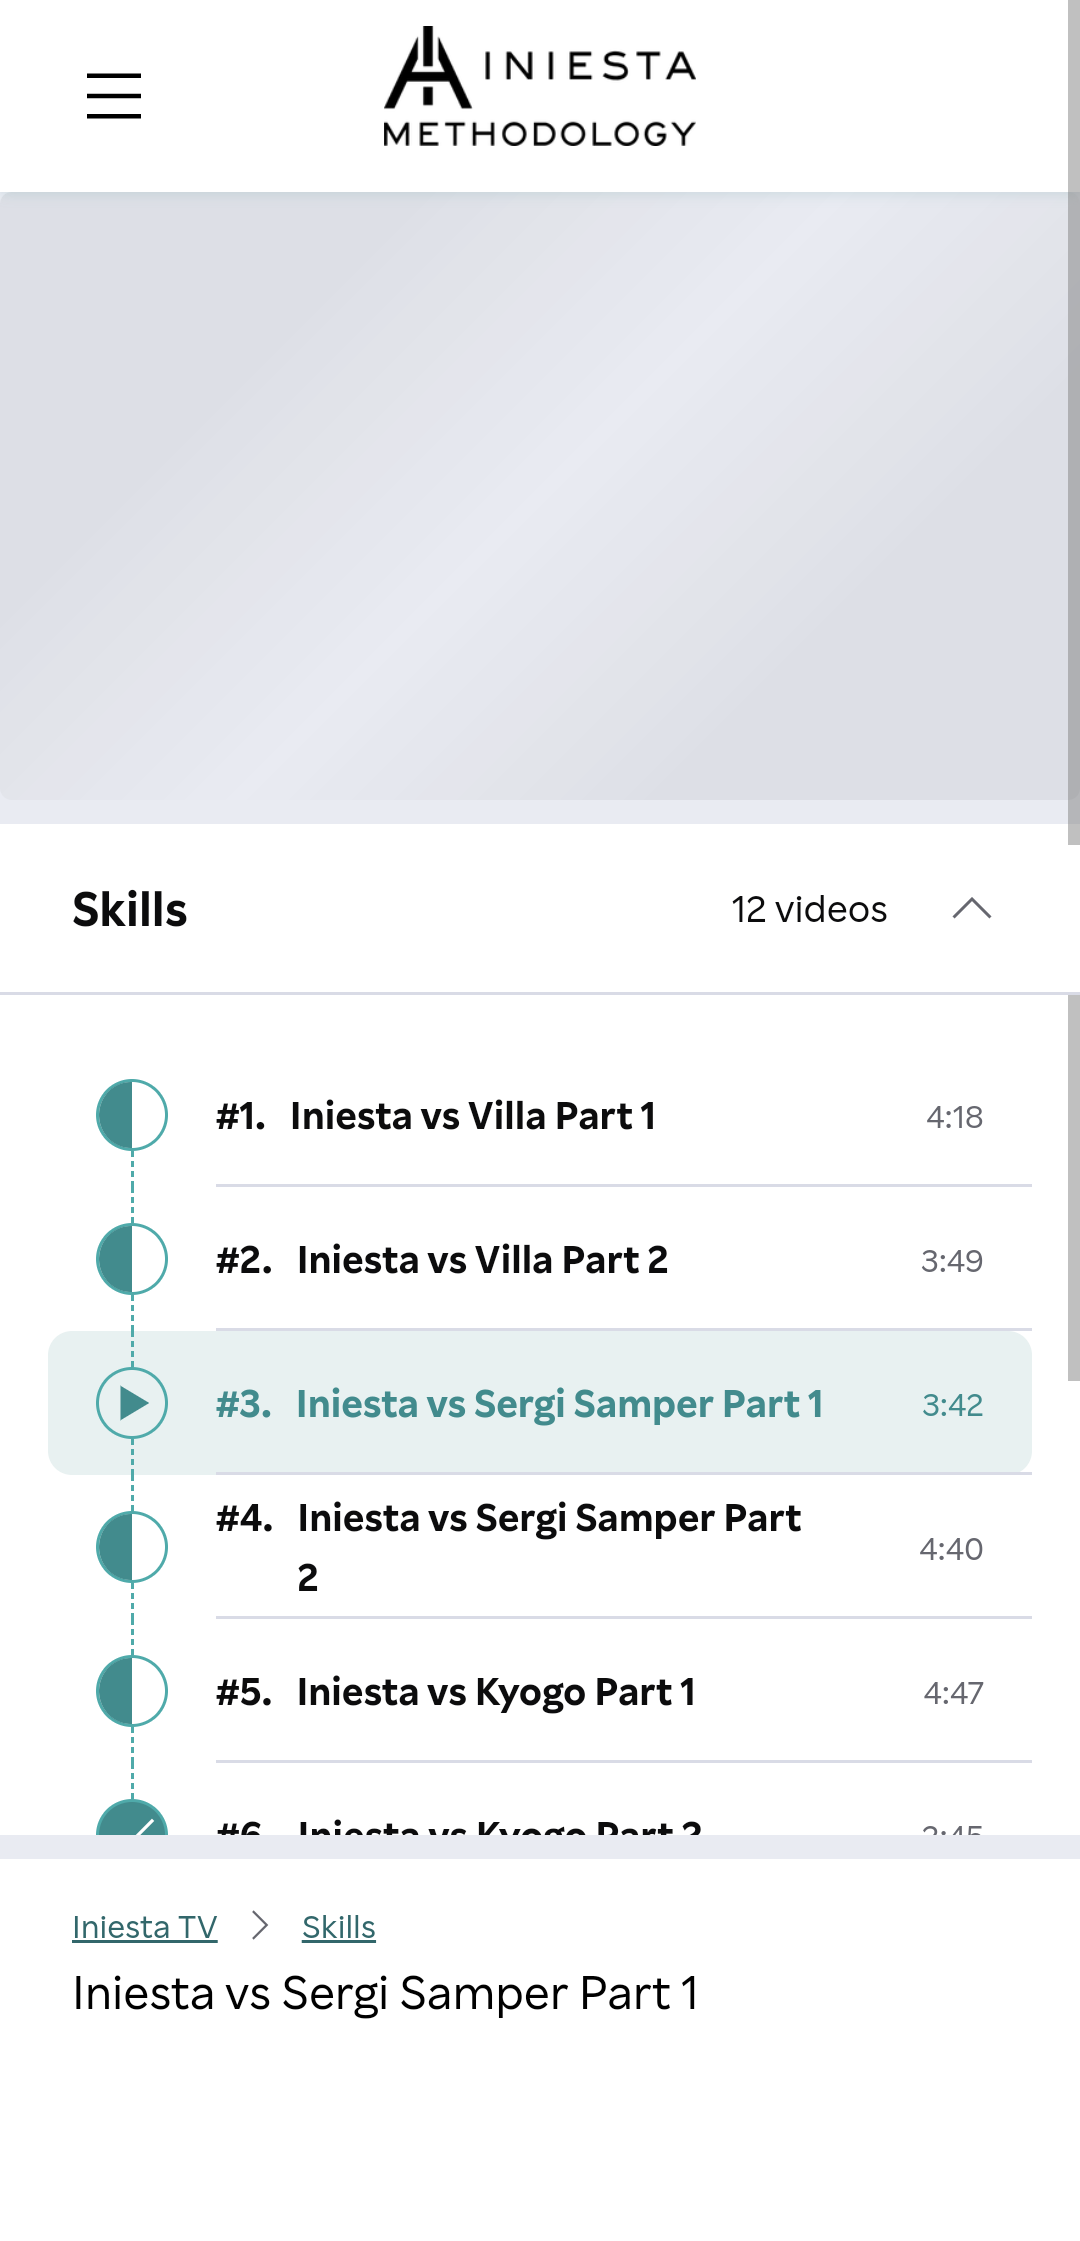 INIESTA
METHODOLOGY
Skills
12 videos
#1. Iniesta vs Villa Part 1
4:18
#2. Iniesta vs Villa Part 2
3:49
#3. Iniesta vs Sergi Samper Part 1
3:42
#4. Iniesta vs Sergi Samper Part
2
4:40
#5. Iniesta vs Kyogo Part 1
4:47
#6. Iniesta vs Kyogo Part 2
Iniesta TV > Skills
Iniesta vs Sergi Samper Part 1